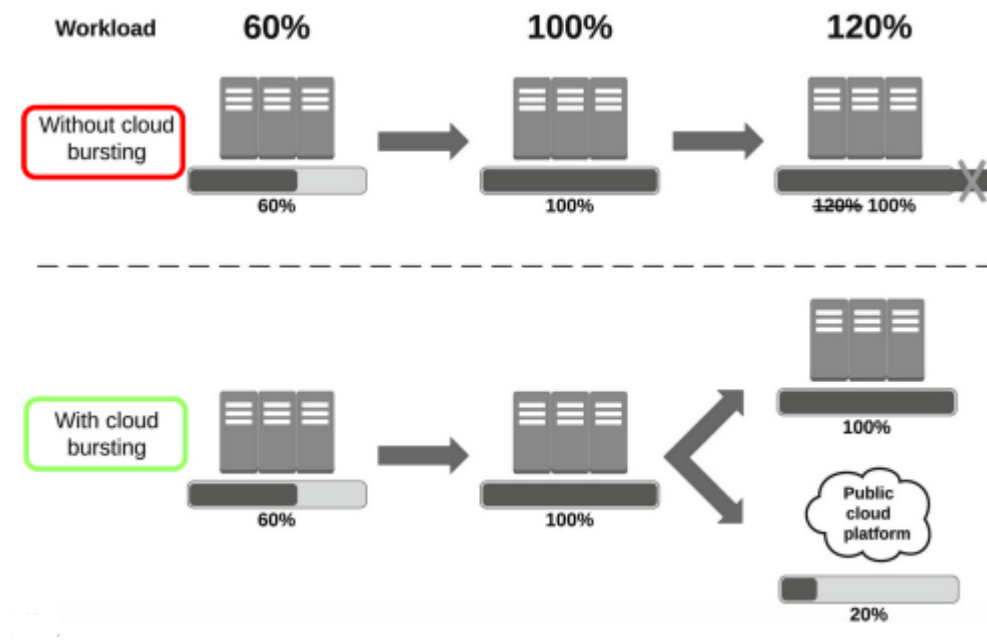 Workload 60% 100% 120%
Without cloud
bursting
60% 100% 120% 100%
100%
With cloud
bursting
60% 100%
Public
cloud
platform
20%